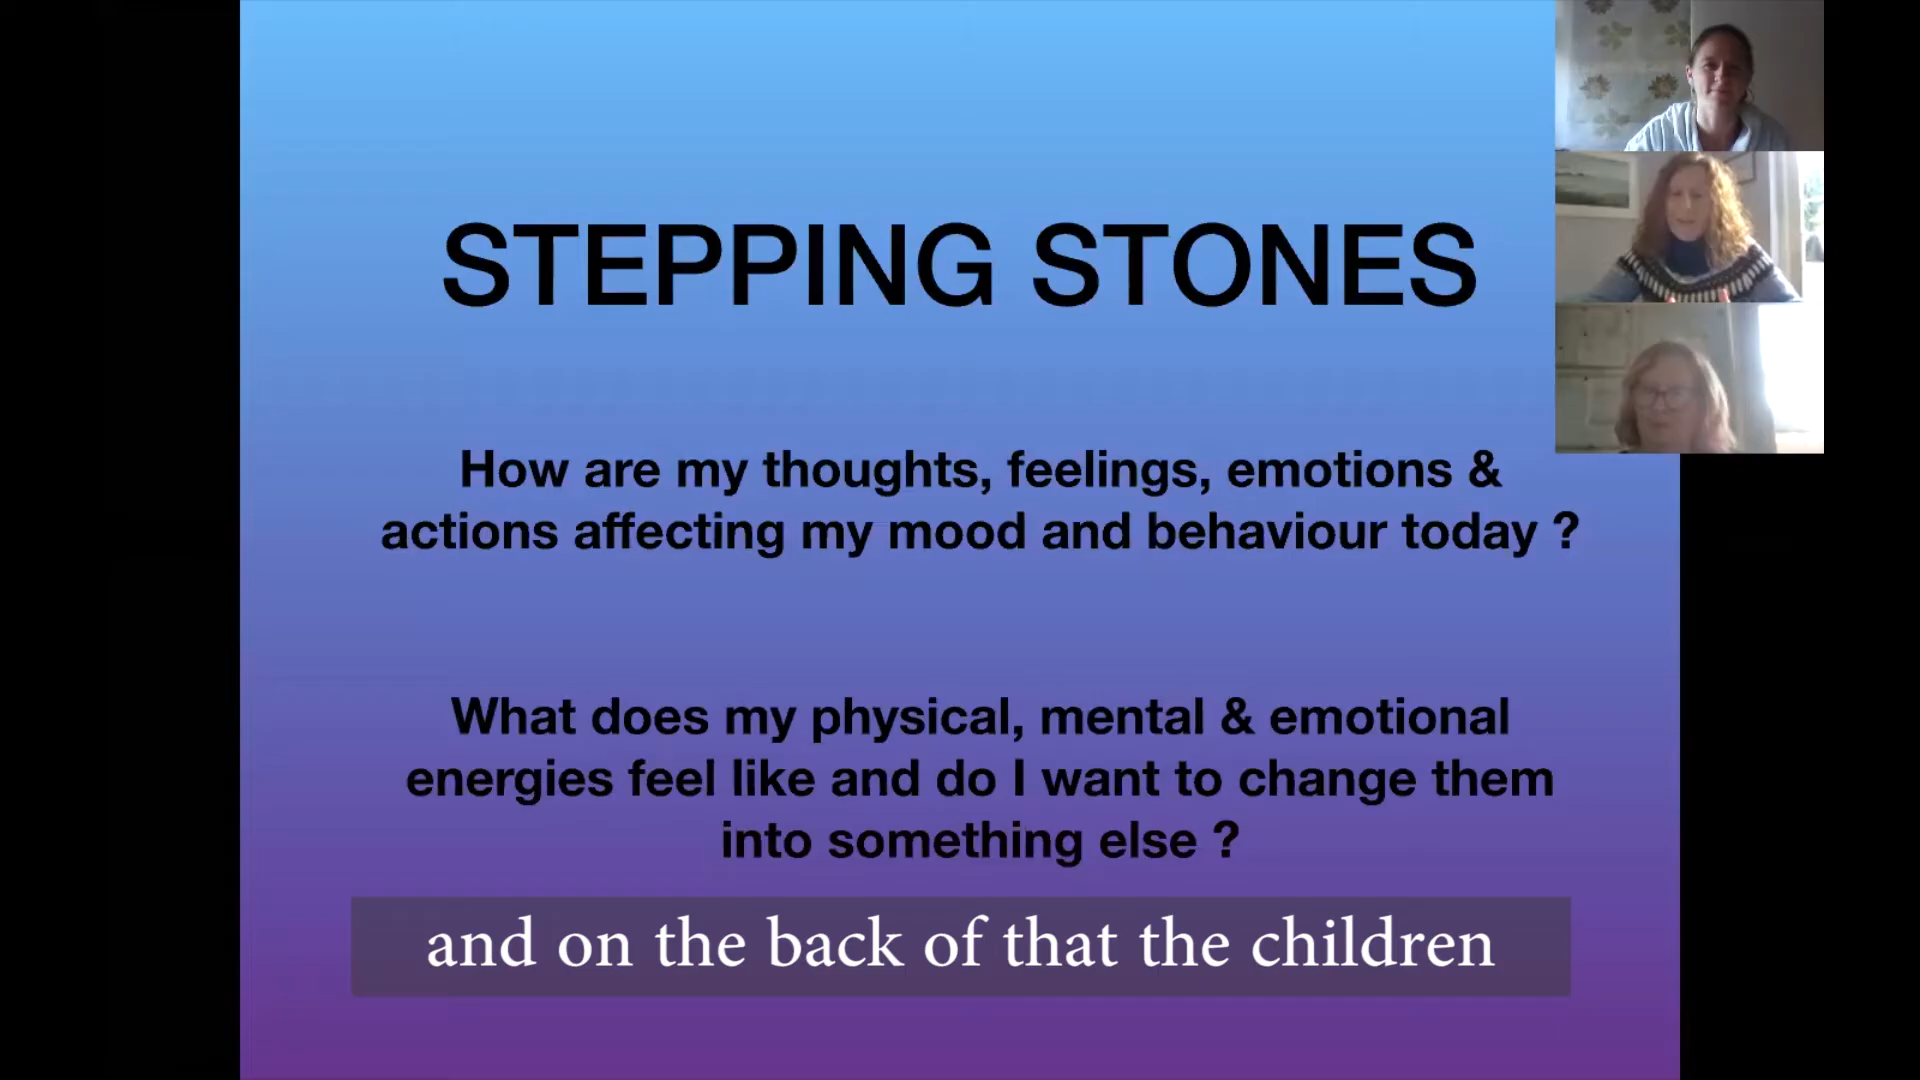 STEPPING STONES
How are my thoughts, feelings, emotions &
actions affecting my mood and behaviour today ?
What does my physical, mental & emotional
energies feel like and do I want to change them
into something else ?
and on the back of that the children